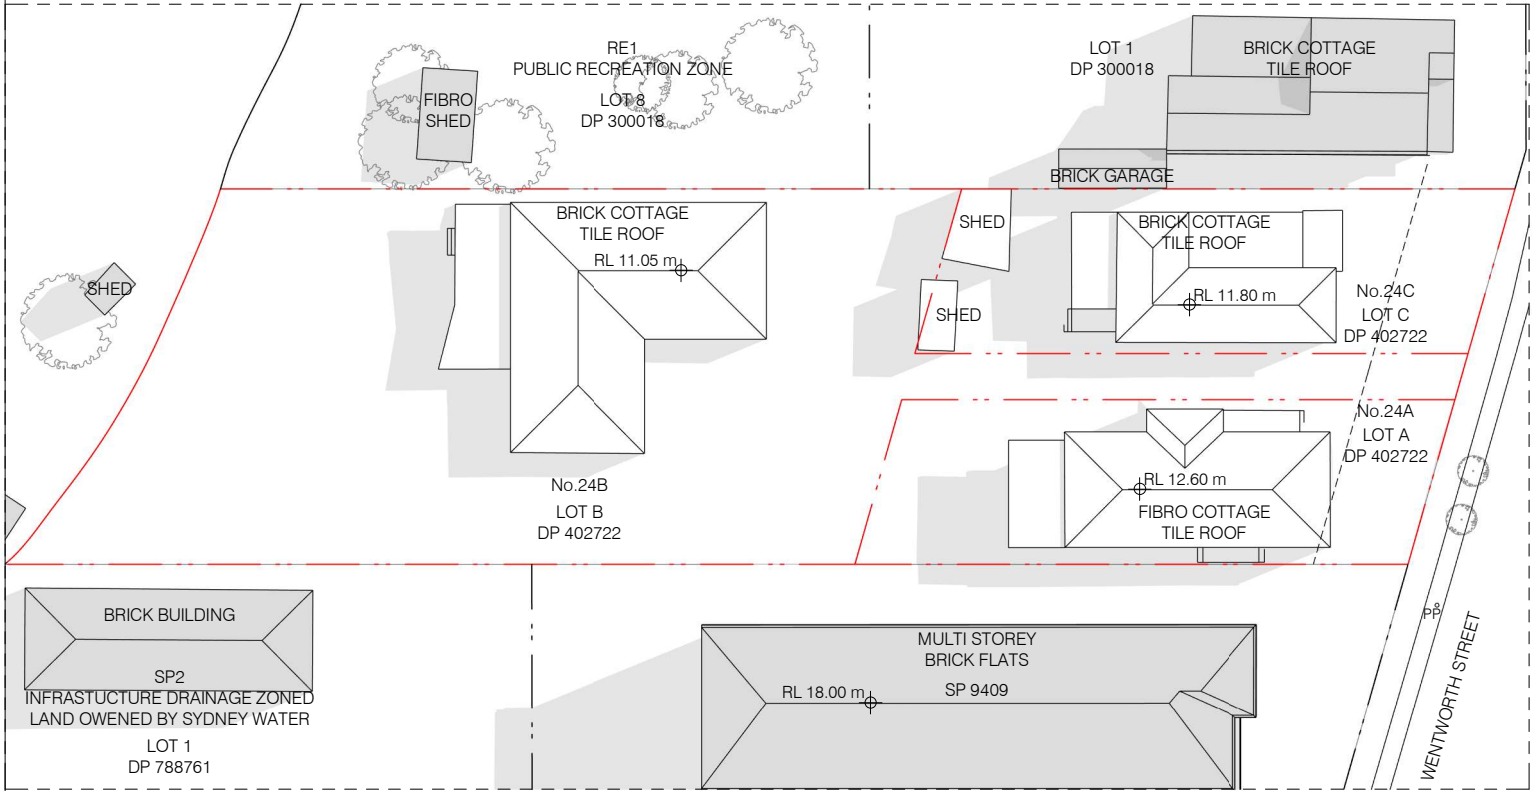 RE1
PUBLIC RECREATION ZONE
LOT 8
DP 300018
FIBRO
SHED
LOT 1
DP 300018
BRICK COTTAGE
TILE ROOF
BRICK GARAGE
BRICK COTTAGE
TILE ROOF
RL 11.05 m
SHED
SHED
BRICK COTTAGE
TILE ROOF
RL 11.80 m
No.24C
LOT C
DP 402722
SHED
No.24A
LOT A
DP 402722
RL 12.60 m
FIBRO COTTAGE
TILE ROOF
No.24B
LOT B
DP 402722
BRICK BUILDING
SP2
INFRASTUCTURE DRAINAGE ZONED
LAND OWENED BY SYDNEY WATER
LOT 1
DP 788761
MULTI STOREY
BRICK FLATS
SP 9409
RL 18.00 m
PP
WENTWORTH STREET